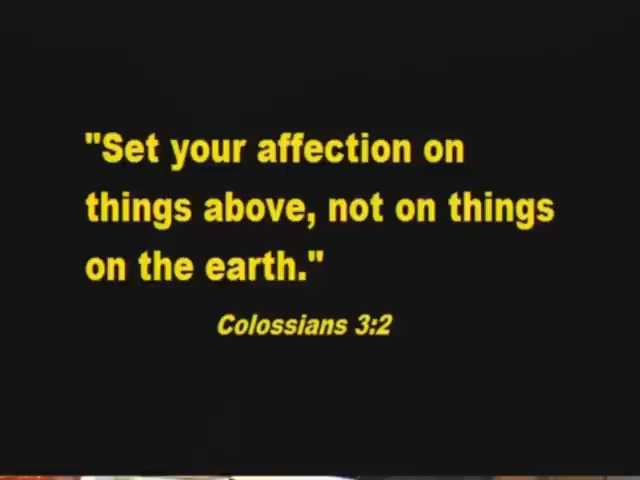 "Set your affection on
things above, not on things
on the earth."
Colossians 3:2